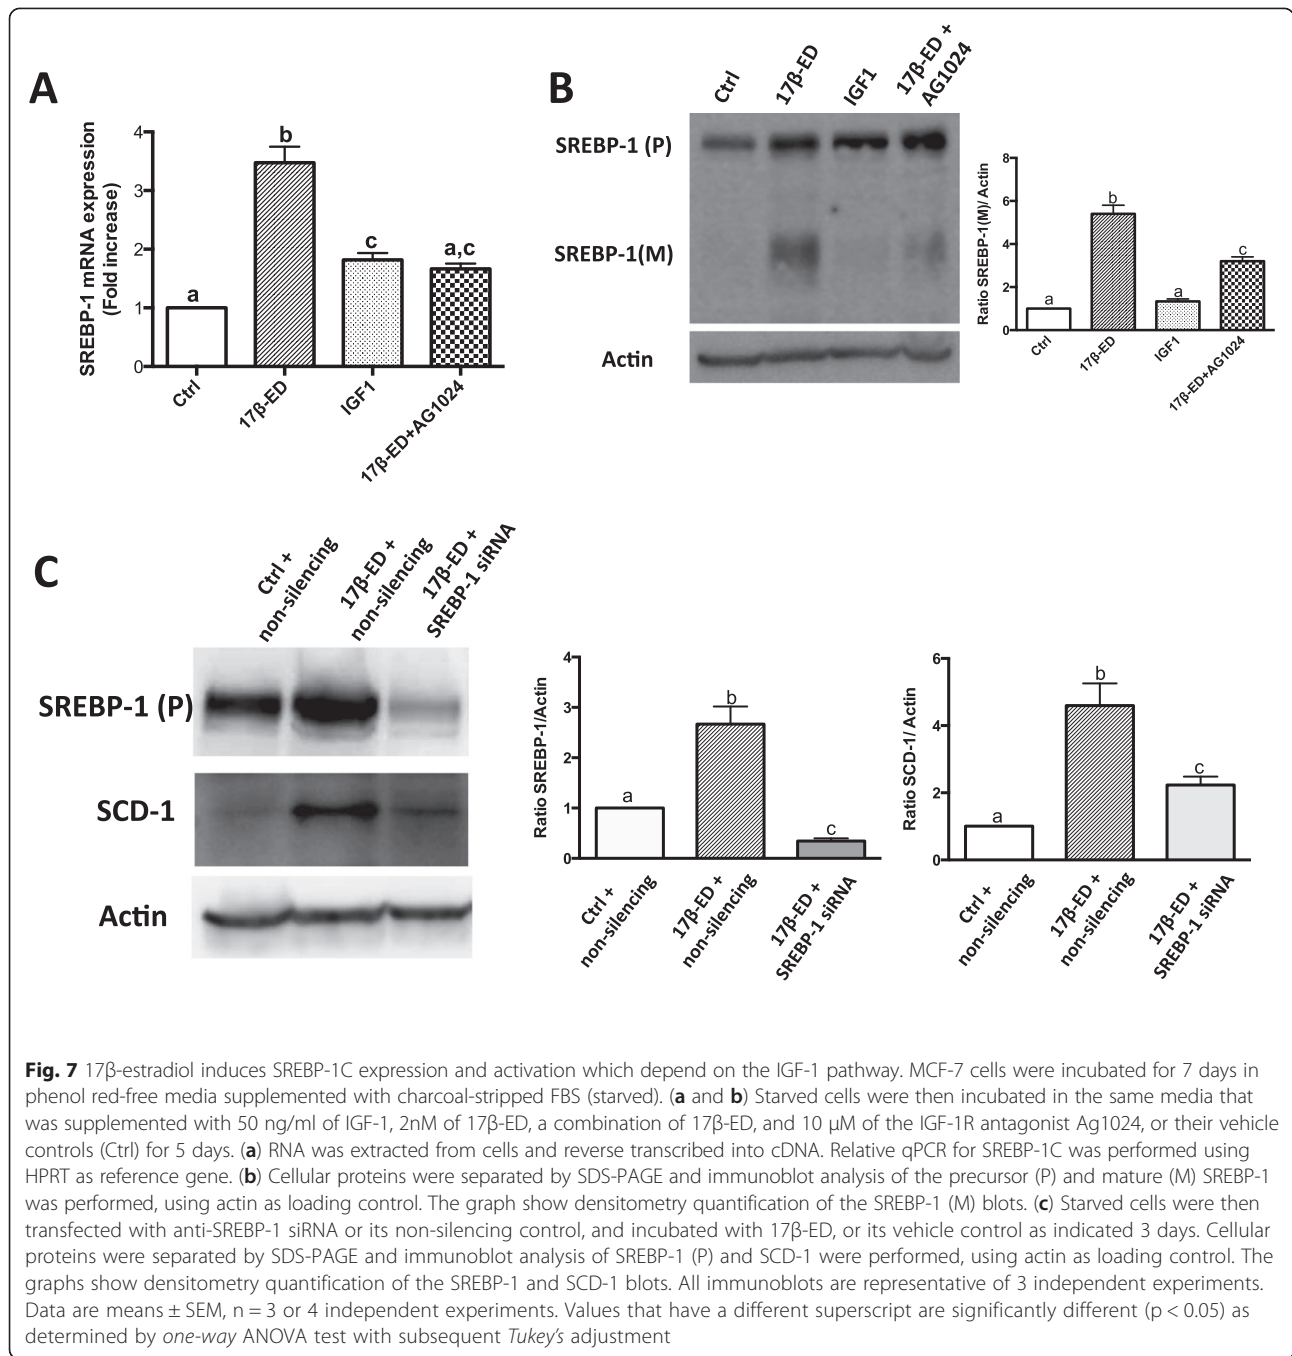 A
SREBP-1 mRNA expression
(Fold increase)
4
3
2
1
0
a
b
c
a,c
Ctrl
17β-ED
IGF1
17β-ED+AG1024
B
Ctrl
17β-ED
IGF1
17β-ED +
AG1024
SREBP-1 (P)
SREBP-1(M)
Actin
Ratio SREBP-1(M)/ Actin
8
6
4
2
0
a
b
a
c
Ctrl
17β-ED
IGF1
17β-ED+AG1024
C
Ctrl +
non-silencing
17β-ED +
non-silencing
17β-ED +
SREBP-1 siRNA
SREBP-1 (P)
SCD-1
Actin
Ratio SREBP-1/Actin
4
3
2
1
0
a
b
c
Ctrl +
non-silencing
17β-ED +
non-silencing
17β-ED +
SREBP-1 siRNA
Ratio SCD-1/ Actin
6
4
2
0
a
b
c
Ctrl +
non-silencing
17β-ED +
non-silencing
17β-ED +
SREBP-1 siRNA
Fig. 7 17β-estradiol induces SREBP-1C expression and activation which depend on the IGF-1 pathway. MCF-7 cells were incubated for 7 days in
phenol red-free media supplemented with charcoal-stripped FBS (starved). (a and b) Starved cells were then incubated in the same media that
was supplemented with 50 ng/ml of IGF-1, 2nM of 17β-ED, a combination of 17β-ED, and 10 μM of the IGF-1R antagonist Ag1024, or their vehicle
controls (Ctrl) for 5 days. (a) RNA was extracted from cells and reverse transcribed into cDNA. Relative qPCR for SREBP-1C was performed using
HPRT as reference gene. (b) Cellular proteins were separated by SDS-PAGE and immunoblot analysis of the precursor (P) and mature (M) SREBP-1
was performed, using actin as loading control. The graph show densitometry quantification of the SREBP-1 (M) blots. (c) Starved cells were then
transfected with anti-SREBP-1 siRNA or its non-silencing control, and incubated with 17β-ED, or its vehicle control as indicated 3 days. Cellular
proteins were separated by SDS-PAGE and immunoblot analysis of SREBP-1 (P) and SCD-1 were performed, using actin as loading control. The
graphs show densitometry quantification of the SREBP-1 and SCD-1 blots. All immunoblots are representative of 3 independent experiments.
Data are means ± SEM, n = 3 or 4 independent experiments. Values that have a different superscript are significantly different (p < 0.05) as
determined by one-way ANOVA test with subsequent Tukey's adjustment